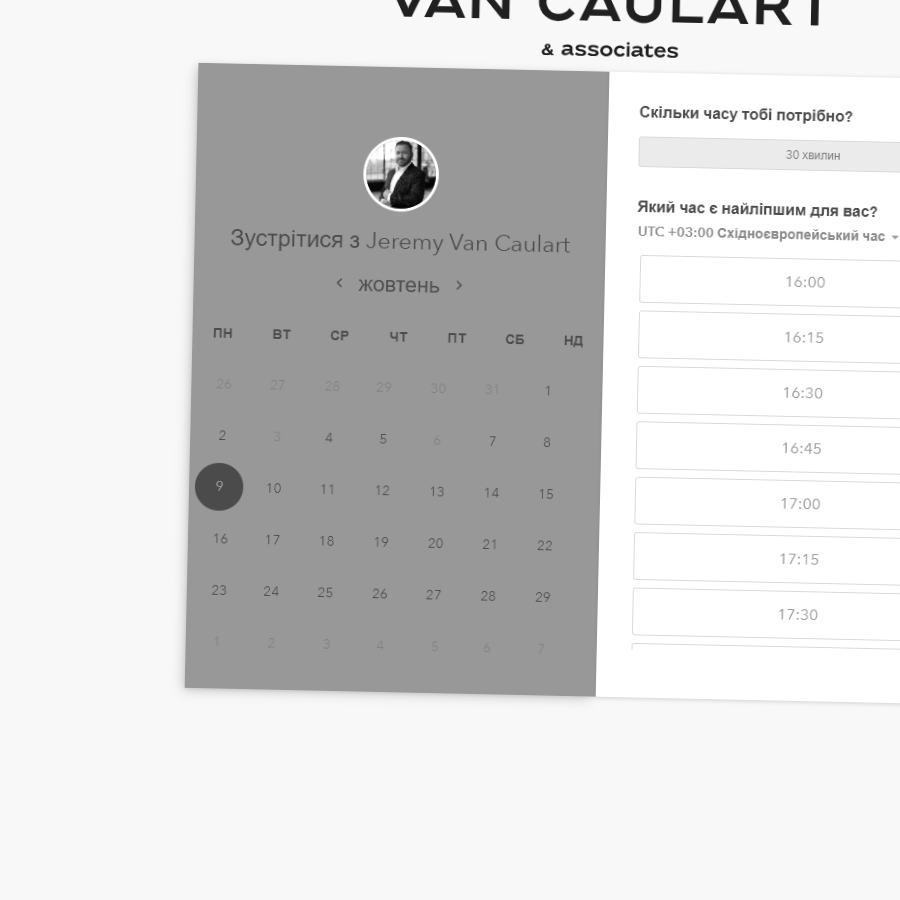 VAN CAULART
& associates
Зустрітися з Jeremy Van Caulart
жовтень
ПН ВТ СР ЧТ ПТ СБ НД
26 27 28 29 30 31 1
2 3 4 5 6 7 8
9 10 11 12 13 14 15
16 17 18 19 20 21 22
23 24 25 26 27 28 29
1 2 3 4 5 6 7
Скільки часу тобі потрібно?
30 хвилин
Який час є найліпшим для вас?
UTC +03:00 Східноєвропейський час
16:00
16:15
16:30
16:45
17:00
17:15
17:30